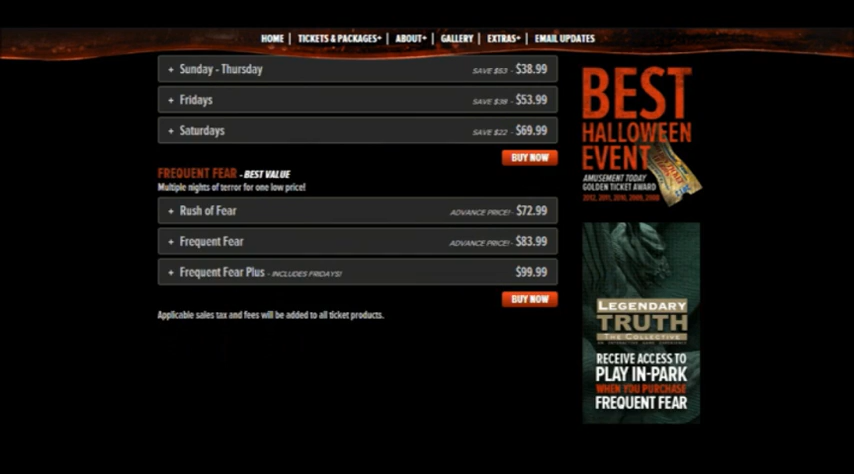 HOME | TICKETS & PACKAGES+ | ABOUT+ | GALLERY | EXTRAS+ | EMAIL UPDATES
+ Sunday - Thursday SAVE $53 - $38.99
+ Fridays SAVE $38 - $53.99
+ Saturdays SAVE $22 - $69.99
BUY NOW
FREQUENT FEAR - BEST VALUE
Multiple nights of terror for one low price!
+ Rush of Fear ADVANCE PRICE! - $72.99
+ Frequent Fear ADVANCE PRICE! - $83.99
+ Frequent Fear Plus - INCLUDES FRIDAYS! $99.99
BUY NOW
Applicable sales tax and fees will be added to all ticket products.
BEST
HALLOWEEN
EVENT
AMUSEMENT TODAY
GOLDEN TICKET AWARD
2012, 2011, 2010, 2009, 2008
LEGENDARY
TRUTH
THE COLLECTIVE
RECEIVE ACCESS TO
PLAY IN-PARK
WHEN YOU PURCHASE
FREQUENT FEAR